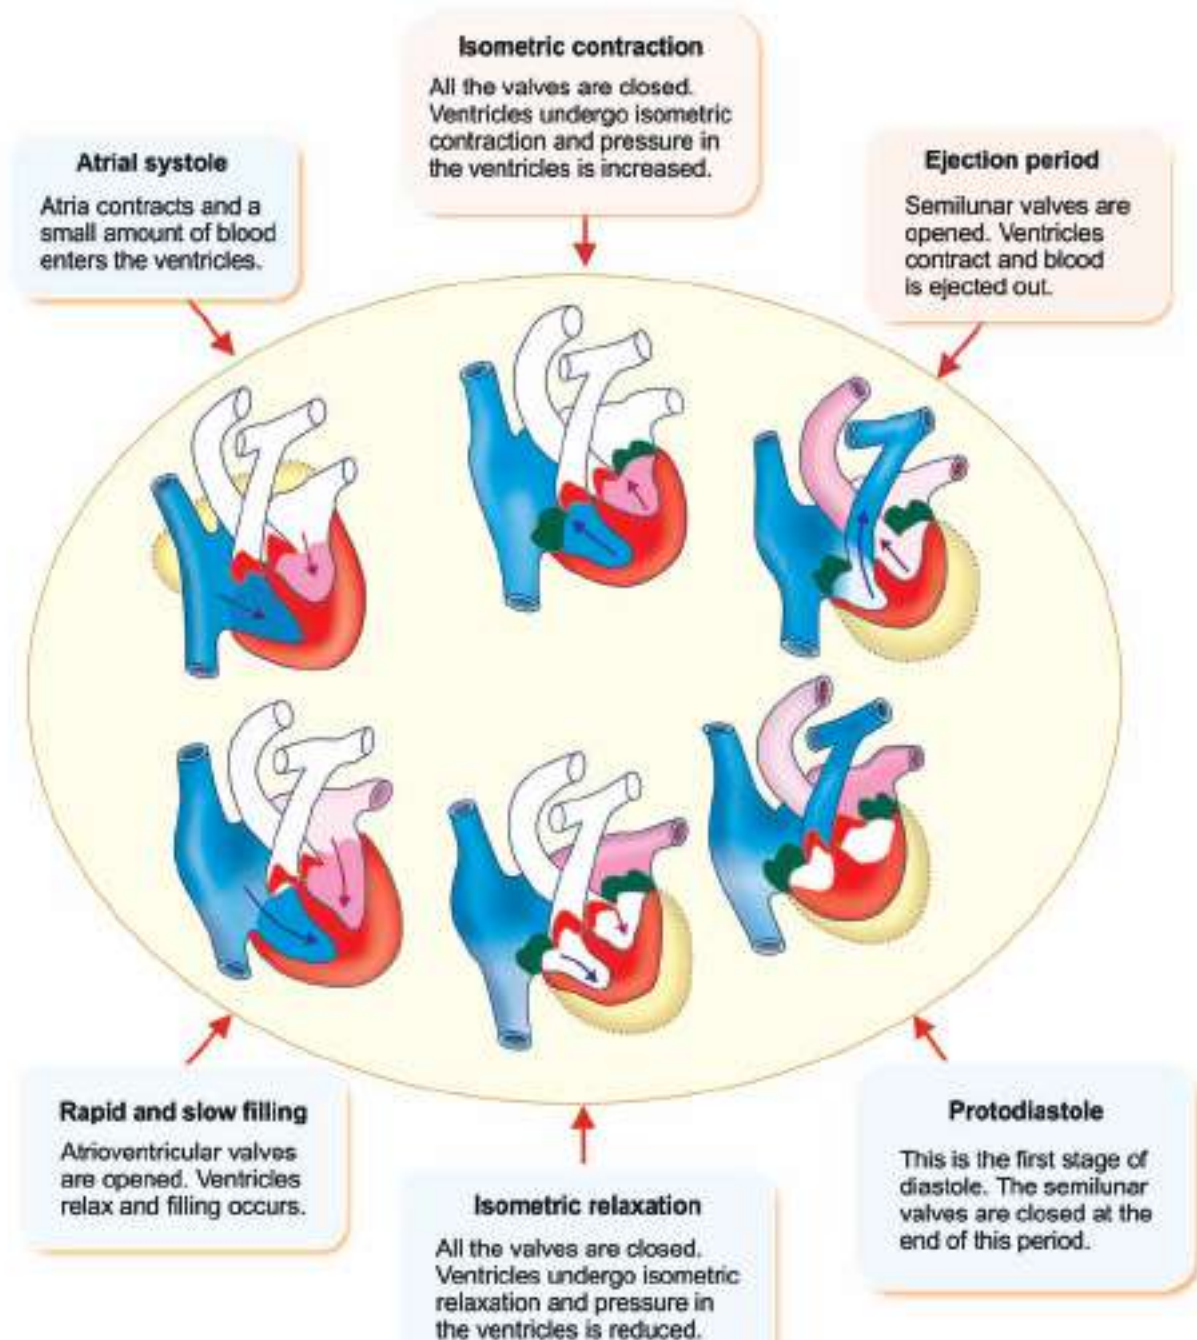 Isometric contraction
All the valves are closed.
Ventricles undergo isometric
contraction and pressure in
the ventricles is increased.
Atrial systole
Atria contracts and a
small amount of blood
enters the ventricles.
Ejection period
Semilunar valves are
opened. Ventricles
contract and blood
is ejected out.
Rapid and slow filling
Atrioventricular valves
are opened. Ventricles
relax and filling occurs.
Isometric relaxation
All the valves are closed.
Ventricles undergo isometric
relaxation and pressure in
the ventricles is reduced.
Protodiastole
This is the first stage of
diastole. The semilunar
valves are closed at the
end of this period.